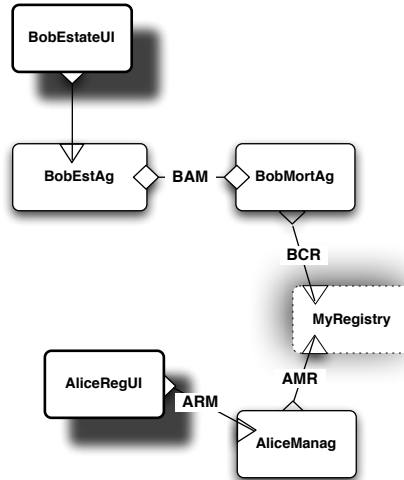 BobEstateUI
BobEstAg
BAM
BobMortAg
BCR
MyRegistry
AMR
AliceRegUI
ARM
AliceManag